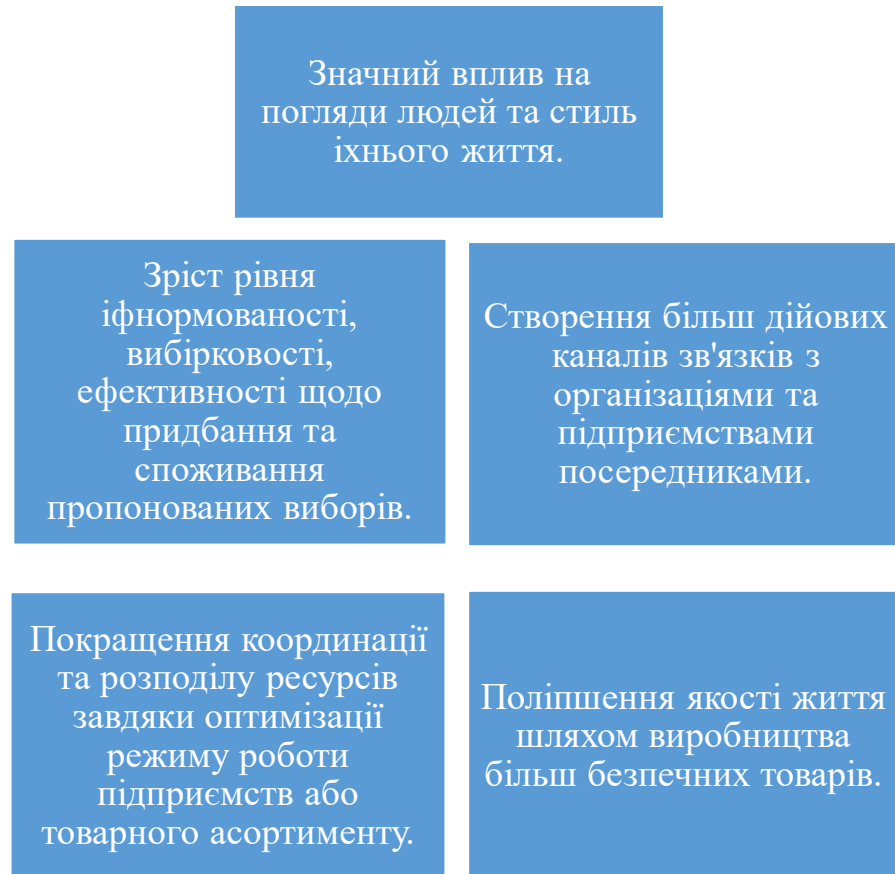 Значний вплив на
погляди людей та стиль
іхнього життя.
Зріст рівня
іфнормованості,
вибірковості,
ефективності щодо
придбання та
споживання
пропонованих виборів.
Створення більш дійових
каналів зв'язків з
організаціями та
підприємствами
посередниками.
Покращення координації
та розподілу ресурсів
завдяки оптимізації
режиму роботи
підприємств або
товарного асортименту.
Поліпшення якості життя
шляхом виробництва
більш безпечних товарів.